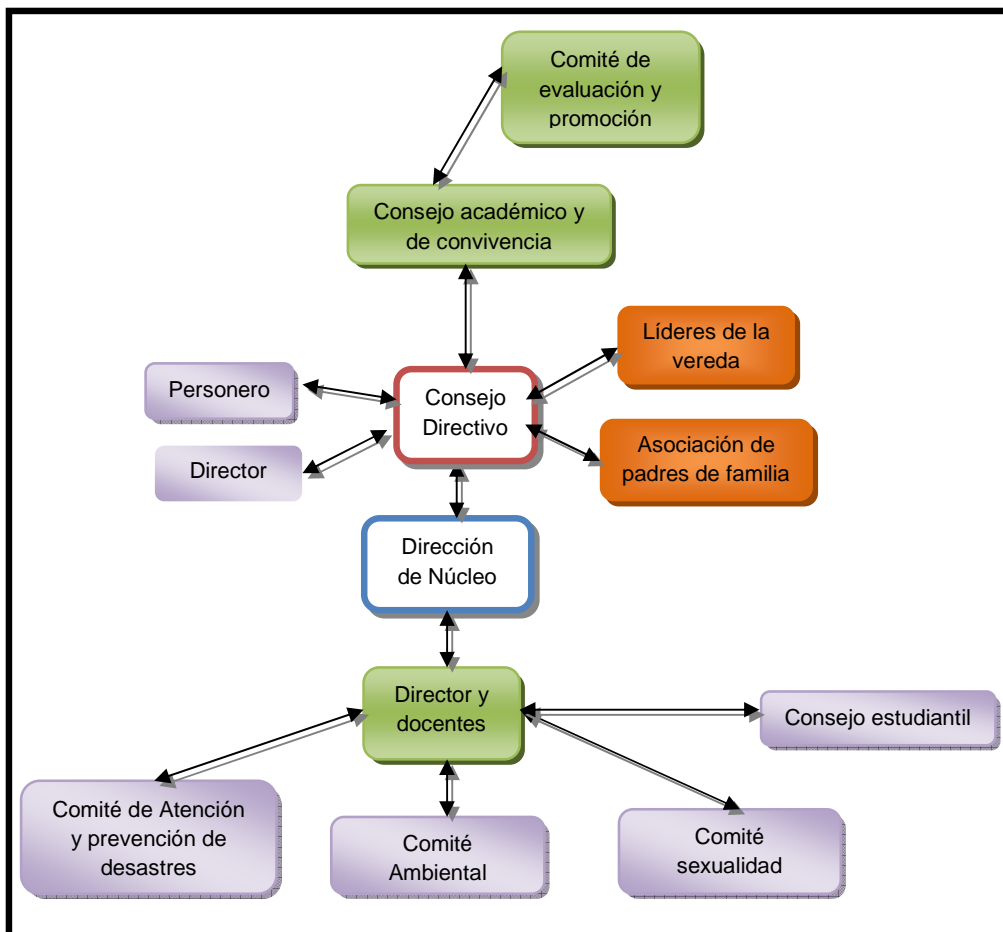 Comité de
evaluación y
promoción
Consejo académico y
de convivencia
Líderes de la
vereda
Personero
Consejo
Directivo
Asociación de
padres de familia
Director
Dirección
de Núcleo
Director y
docentes
Consejo estudiantil
Comité de Atención
y prevención de
desastres
Comité
Ambiental
Comité
sexualidad